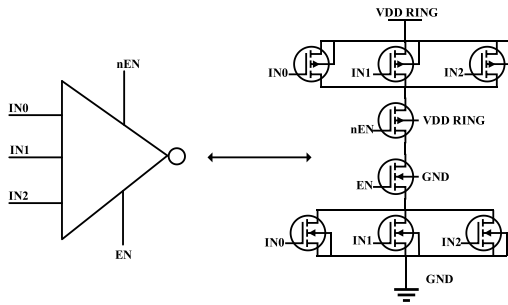 VDD RING
nEN
IN0
IN1
IN2
EN
IN0
IN1
IN2
nEN
VDD RING
EN
GND
IN0
IN1
IN2
GND